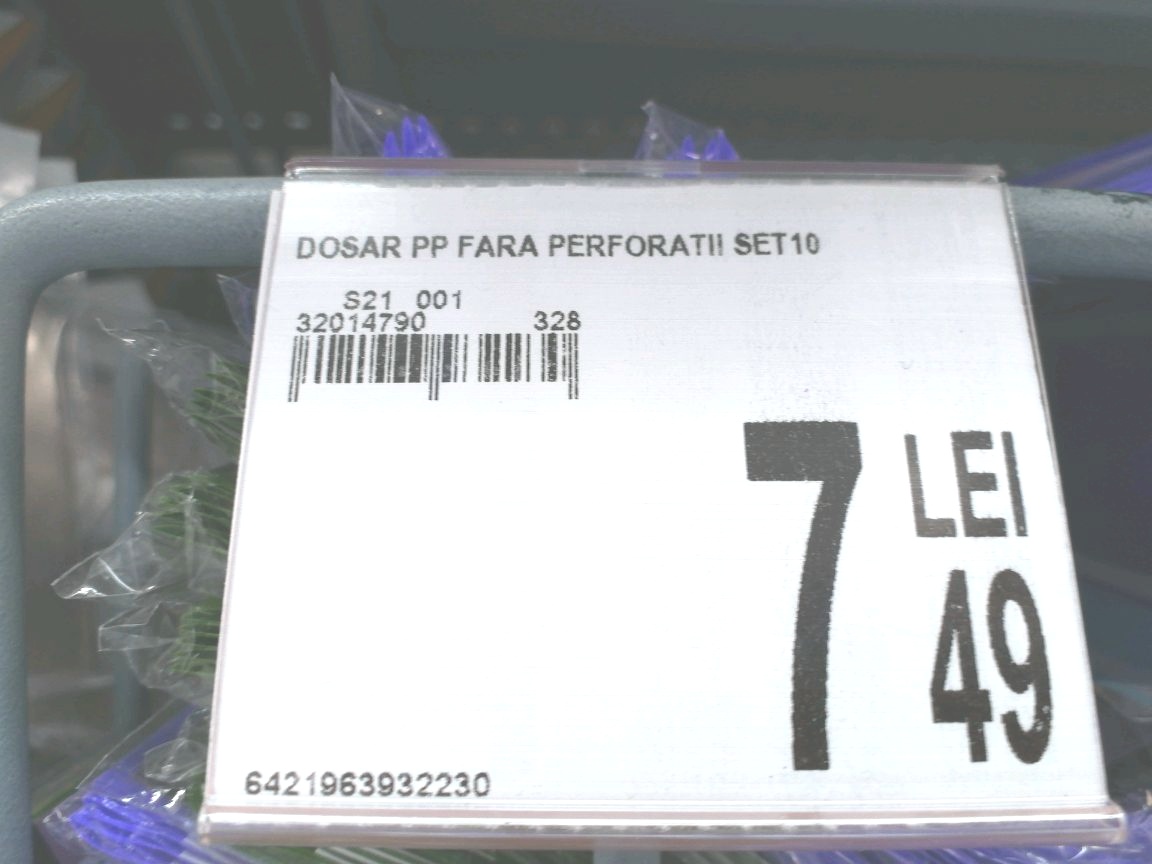 DOSAR PP FARA PERFORATII SET10
S21 001
32014790 328
7 LEI
49
6421963932230